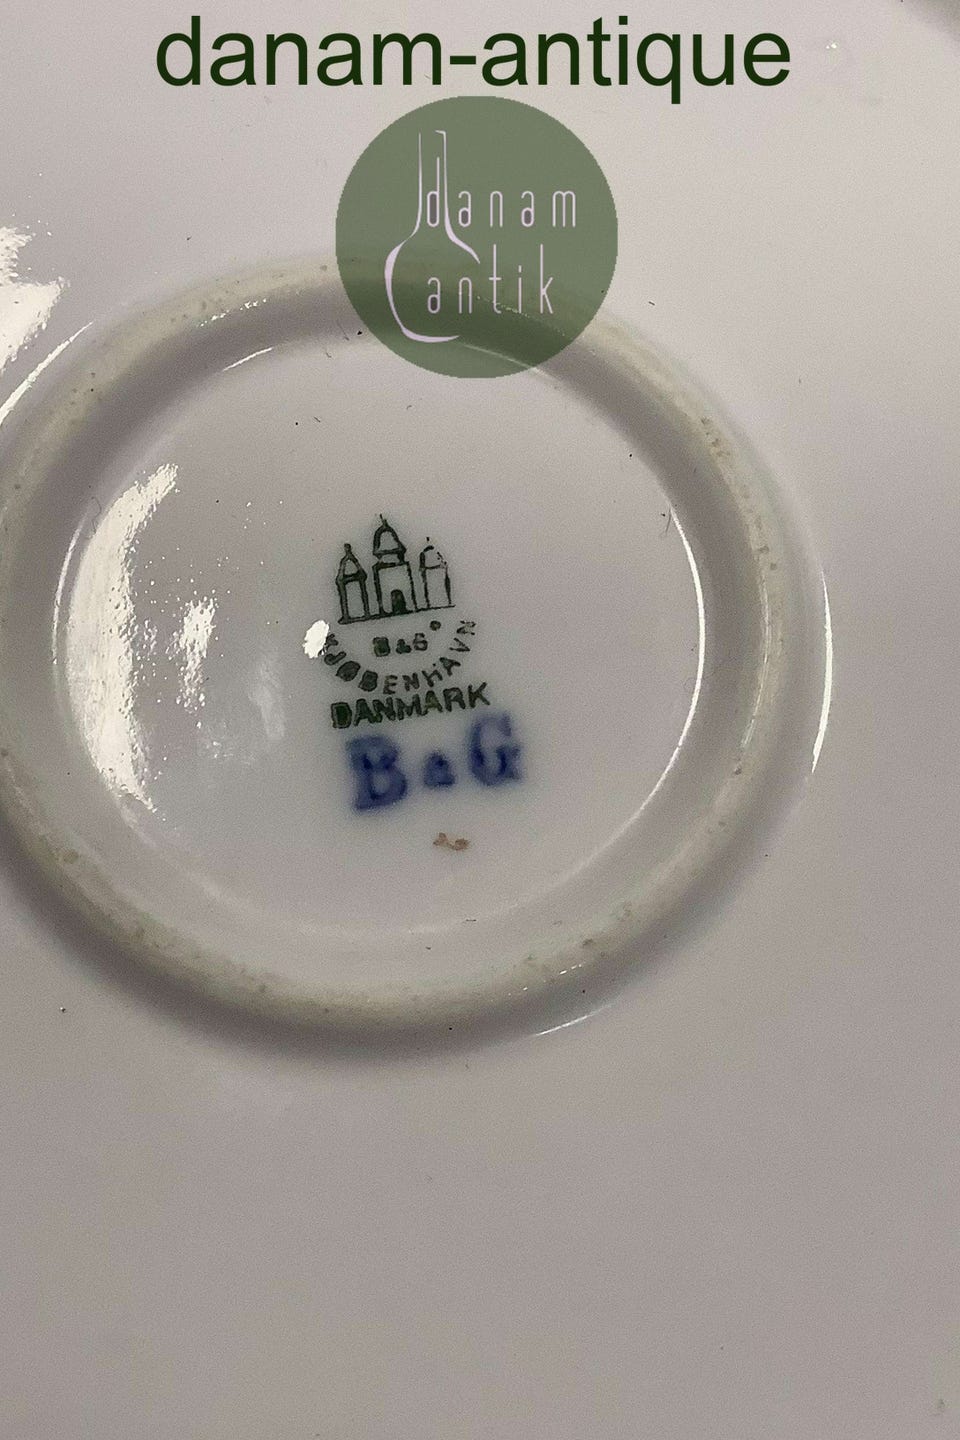 danam-antique
danam
antik
B&G
KJØBENHAVN
DANMARK
B&G